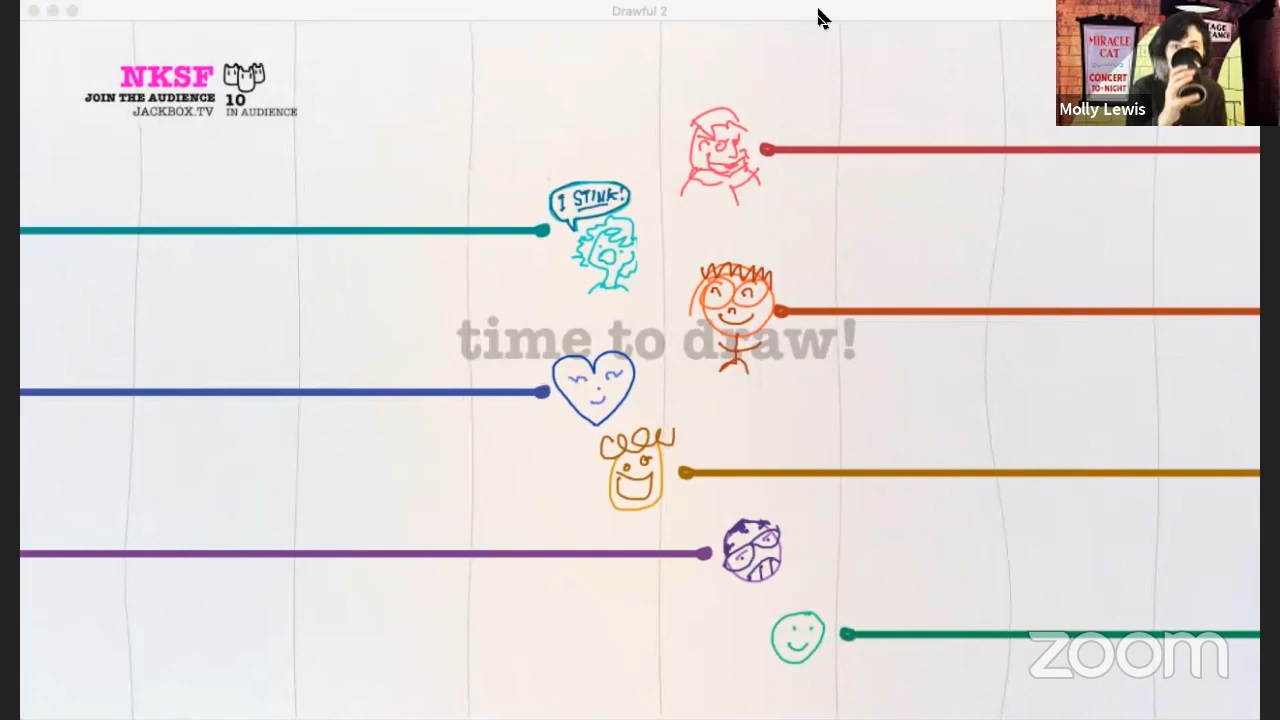 Drawful 2
NKSF
JOIN THE AUDIENCE
JACKBOX.TV
10
IN AUDIENCE
MIRACLE
CAT
CONCERT
TO-NIGHT
Molly Lewis
I STINK!
time to draw!
zoom